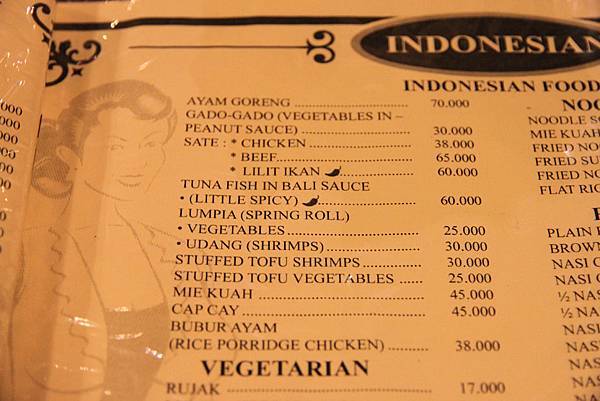 INDONESIAN
INDONESIAN FOOD
AYAM GORENG ........................ 70.000
GADO-GADO (VEGETABLES IN –
PEANUT SAUCE) ........................ 30.000
SATE : * CHICKEN ........................ 38.000
* BEEF........................ 65.000
* LILIT IKAN ........................ 60.000
TUNA FISH IN BALI SAUCE
• (LITTLE SPICY) ........................ 60.000
LUMPIA (SPRING ROLL)
• VEGETABLES ........................ 25.000
• UDANG (SHRIMPS) ........................ 30.000
STUFFED TOFU SHRIMPS ............... 30.000
STUFFED TOFU VEGETABLES ...... 25.000
MIE KUAH ........................ 45.000
CAP CAY ........................ 45.000
BUBUR AYAM
(RICE PORRIDGE CHICKEN) .......... 38.000
VEGETARIAN
RUJAK ........................ 17.000
NOO
NOODLE SO
MIE KUAH
FRIED NOO
FRIED SU
FRIED NO
FLAT RIC
PLAIN
BROWN
NASI
NASI
½ NAS
½ NAS
NASI
NAS
NAS
NAS